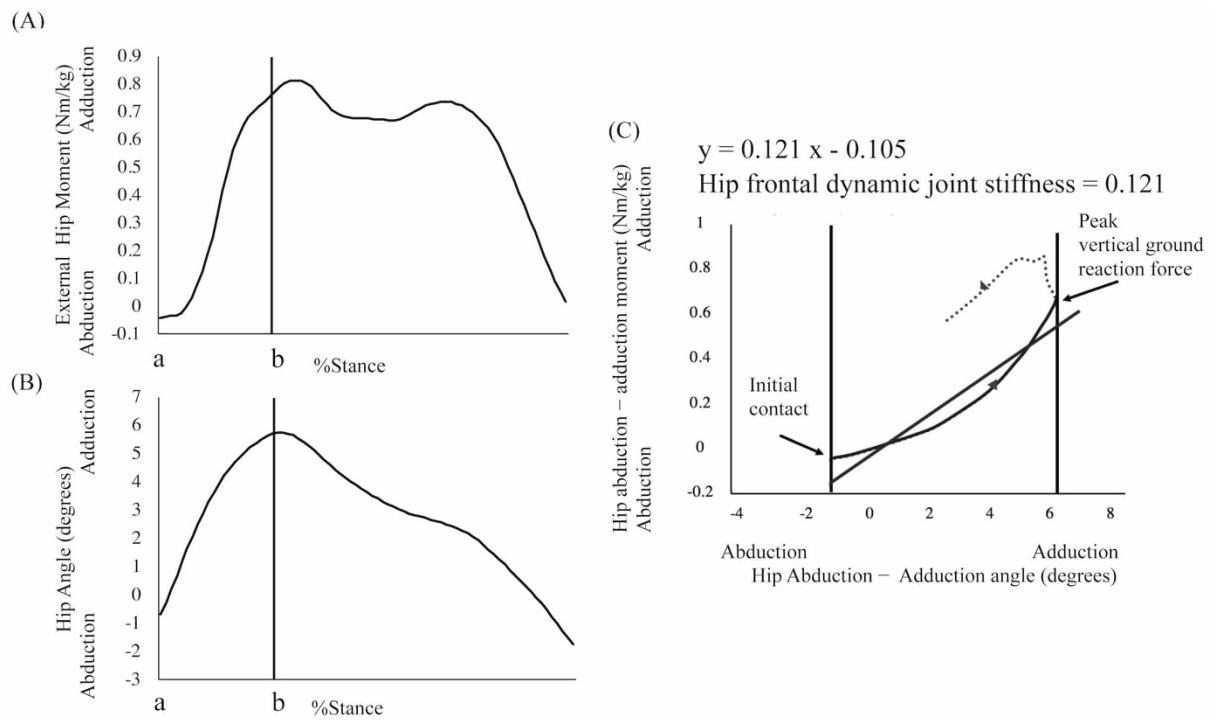 (A)
External Hip Moment (Nm/kg)
Abduction
Adduction
0.9
0.8
0.7
0.6
0.5
0.4
0.3
0.2
0.1
0
-0.1
a
b
%Stance
(B)
Hip Angle (degrees)
Abduction
Adduction
7
6
5
4
3
2
1
0
-1
-2
-3
a
b
%Stance
(C)
y = 0.121 x - 0.105
Hip frontal dynamic joint stiffness = 0.121
Hip abduction − adduction moment (Nm/kg)
Abduction
Adduction
1
0.8
0.6
0.4
0.2
0
-0.2
Peak
vertical ground
reaction force
Initial
contact
-4 -2 0 2 4 6 8
Abduction
Adduction
Hip Abduction − Adduction angle (degrees)